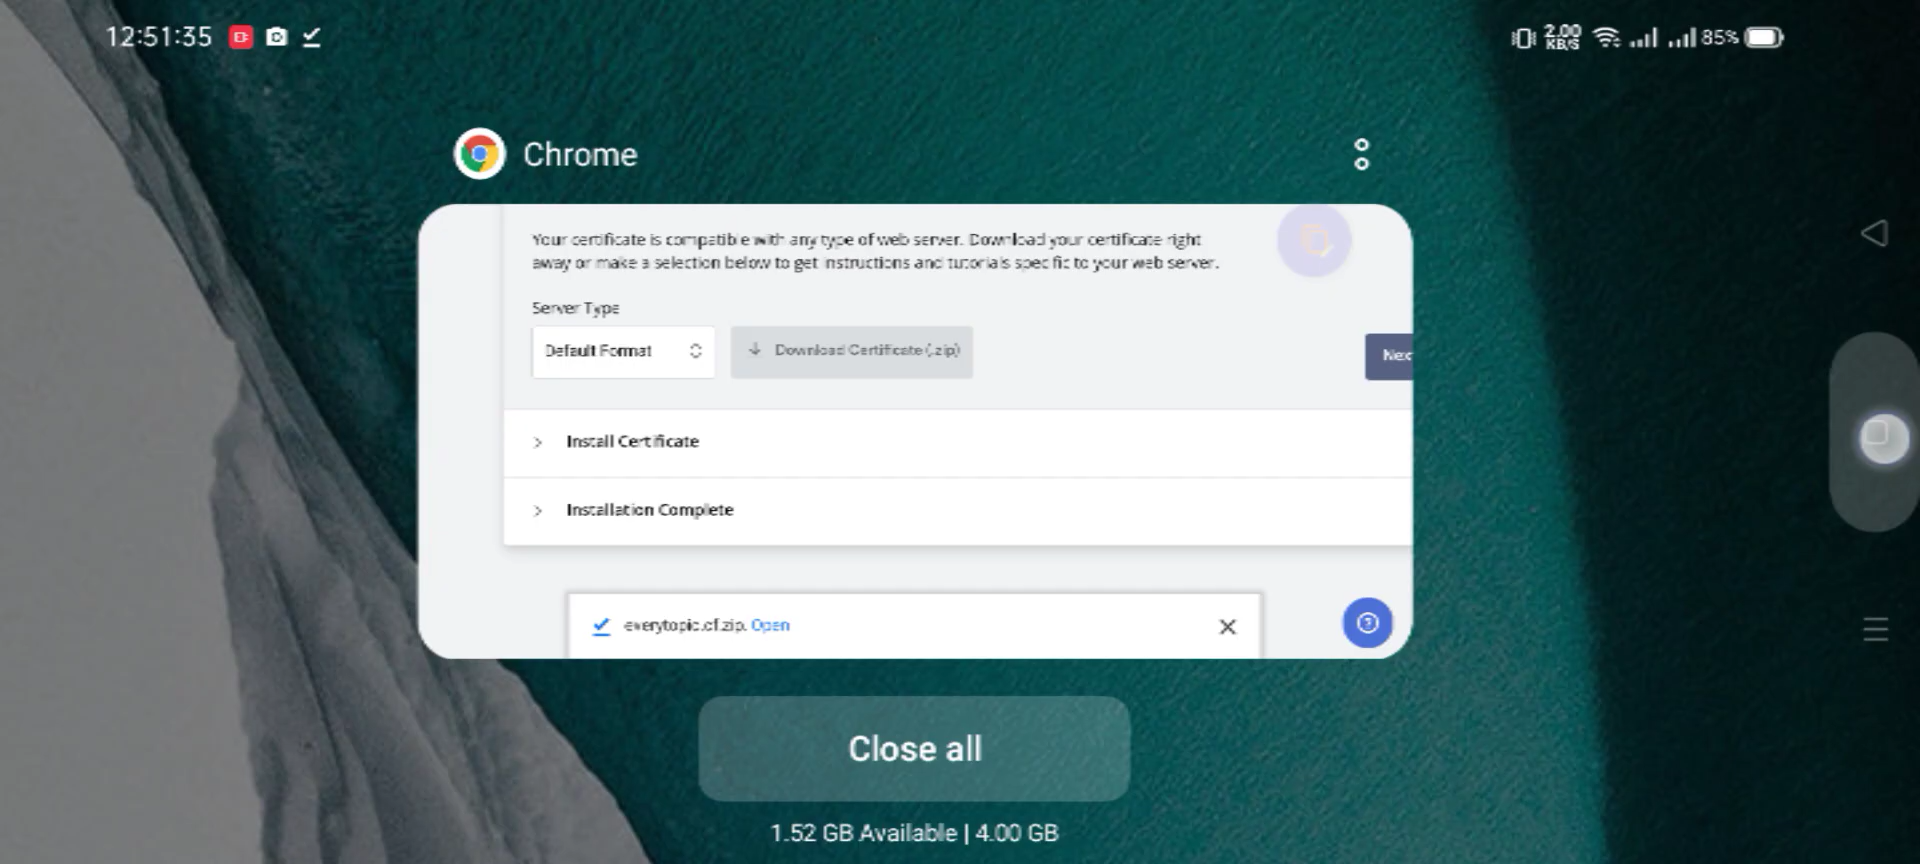 12:51:35
2.00 KB/S
85%
Chrome
Your certificate is compatible with any type of web server. Download your certificate right
away or make a selection below to get instructions and tutorials specific to your web server.
Server Type
Default Format
Download Certificate (.zip)
Nex
Install Certificate
Installation Complete
everytopic.cf.zip. Open
Close all
1.52 GB Available | 4.00 GB